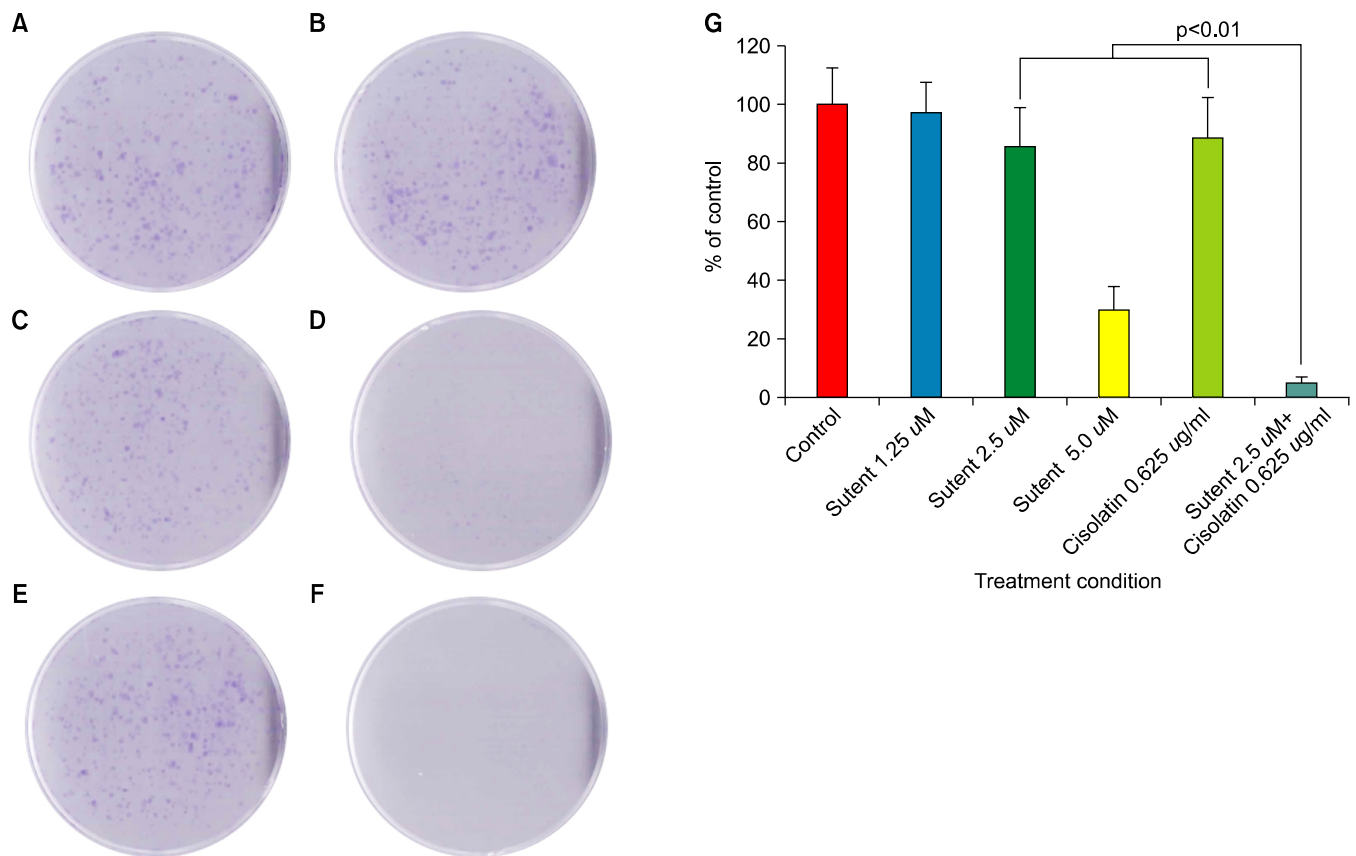 A
B
C
D
E
F
G
p<0.01
120
100
80
60
40
20
0
% of control
Control
Sutent 1.25 uM
Sutent 2.5 uM
Sutent 5.0 uM
Cisolatin 0.625 ug/ml
Sutent 2.5 uM+
Cisolatin 0.625 ug/ml
Treatment condition